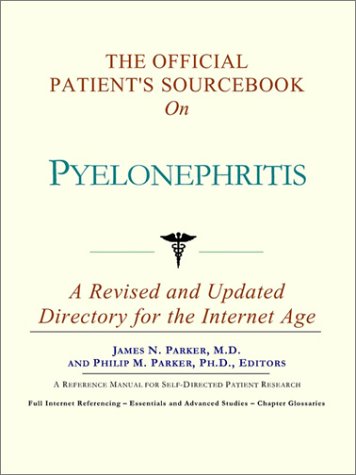 THE OFFICIAL
PATIENT'S SOURCEBOOK
On
PYELONEPHRITIS
A Revised and Updated
Directory for the Internet Age
JAMES N. PARKER, M.D.
AND PHILIP M. PARKER, PH.D., EDITORS
A REFERENCE MANUAL FOR SELF-DIRECTED PATIENT RESEARCH
Full Internet Referencing – Essentials and Advanced Studies – Chapter Glossaries